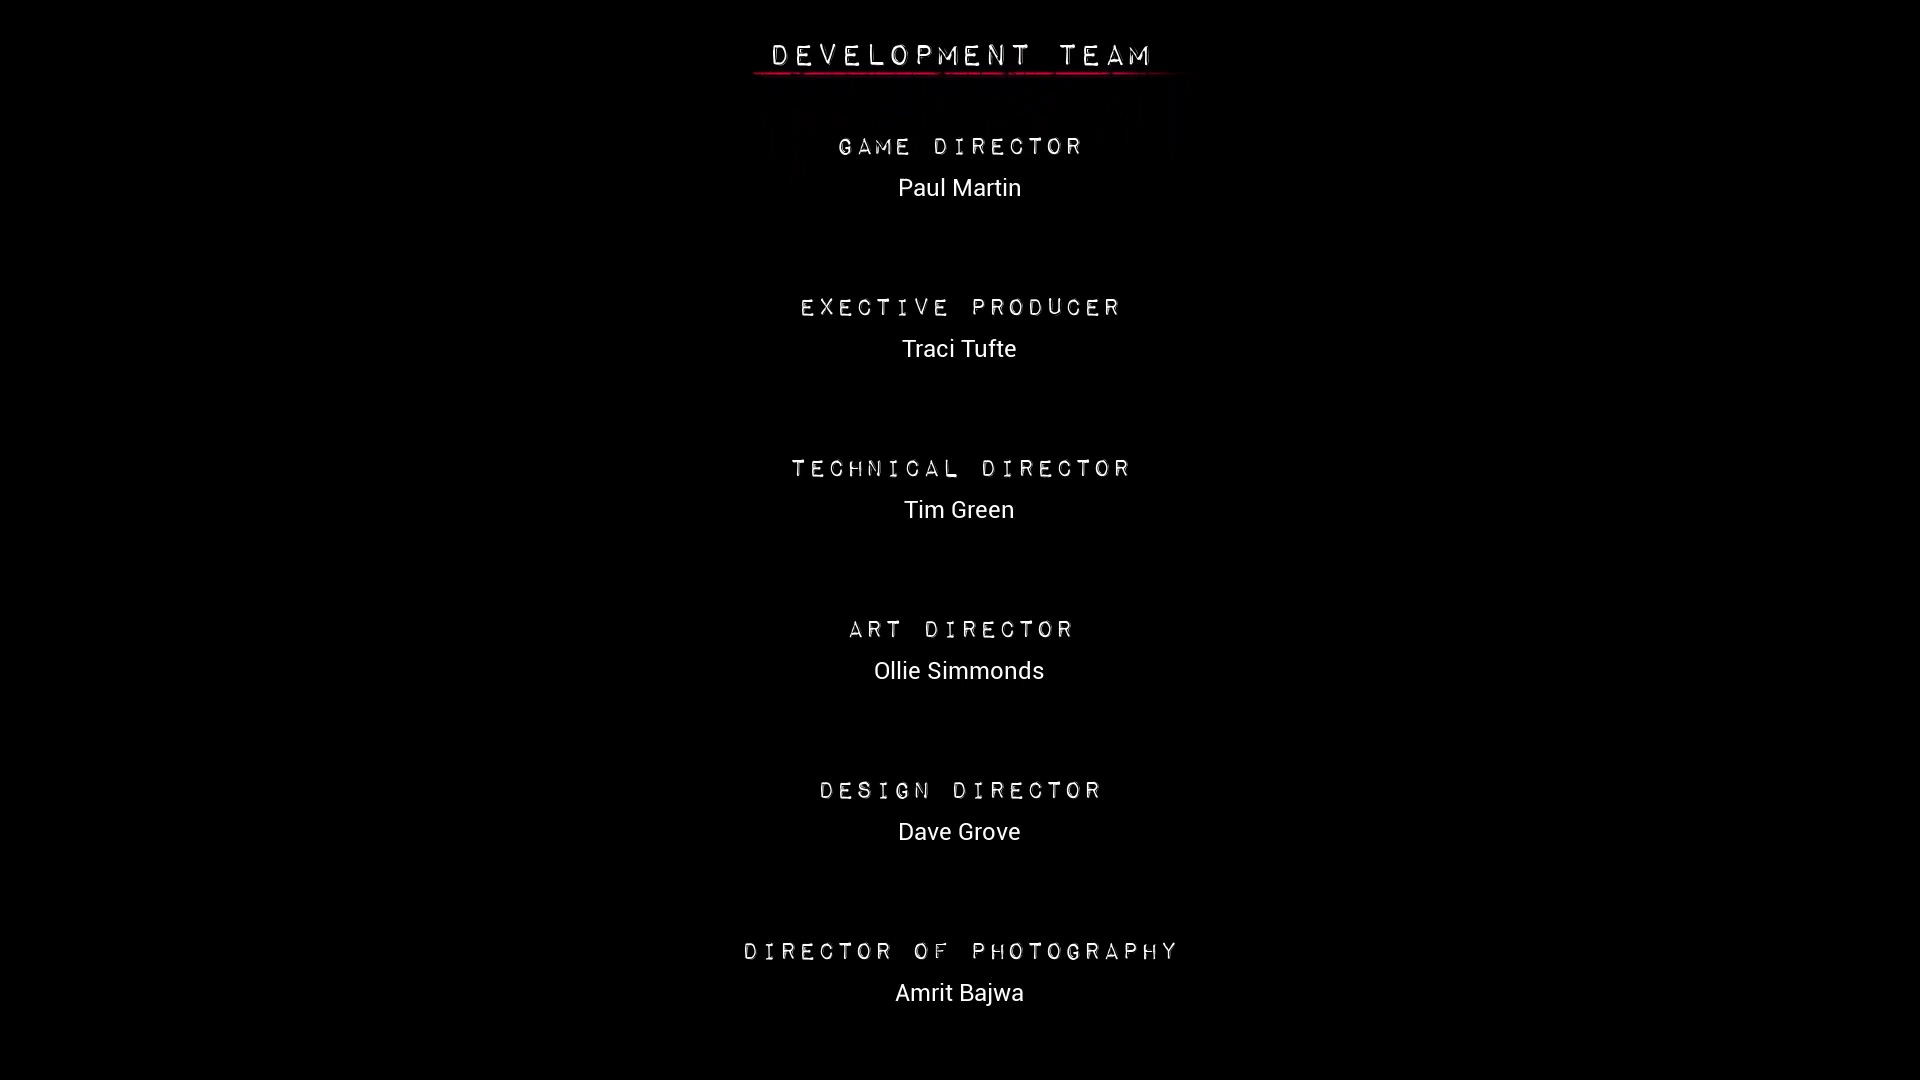 DEVELOPMENT TEAM
GAME DIRECTOR
Paul Martin
EXECTIVE PRODUCER
Traci Tufte
TECHNICAL DIRECTOR
Tim Green
ART DIRECTOR
Ollie Simmonds
DESIGN DIRECTOR
Dave Grove
DIRECTOR OF PHOTOGRAPHY
Amrit Bajwa